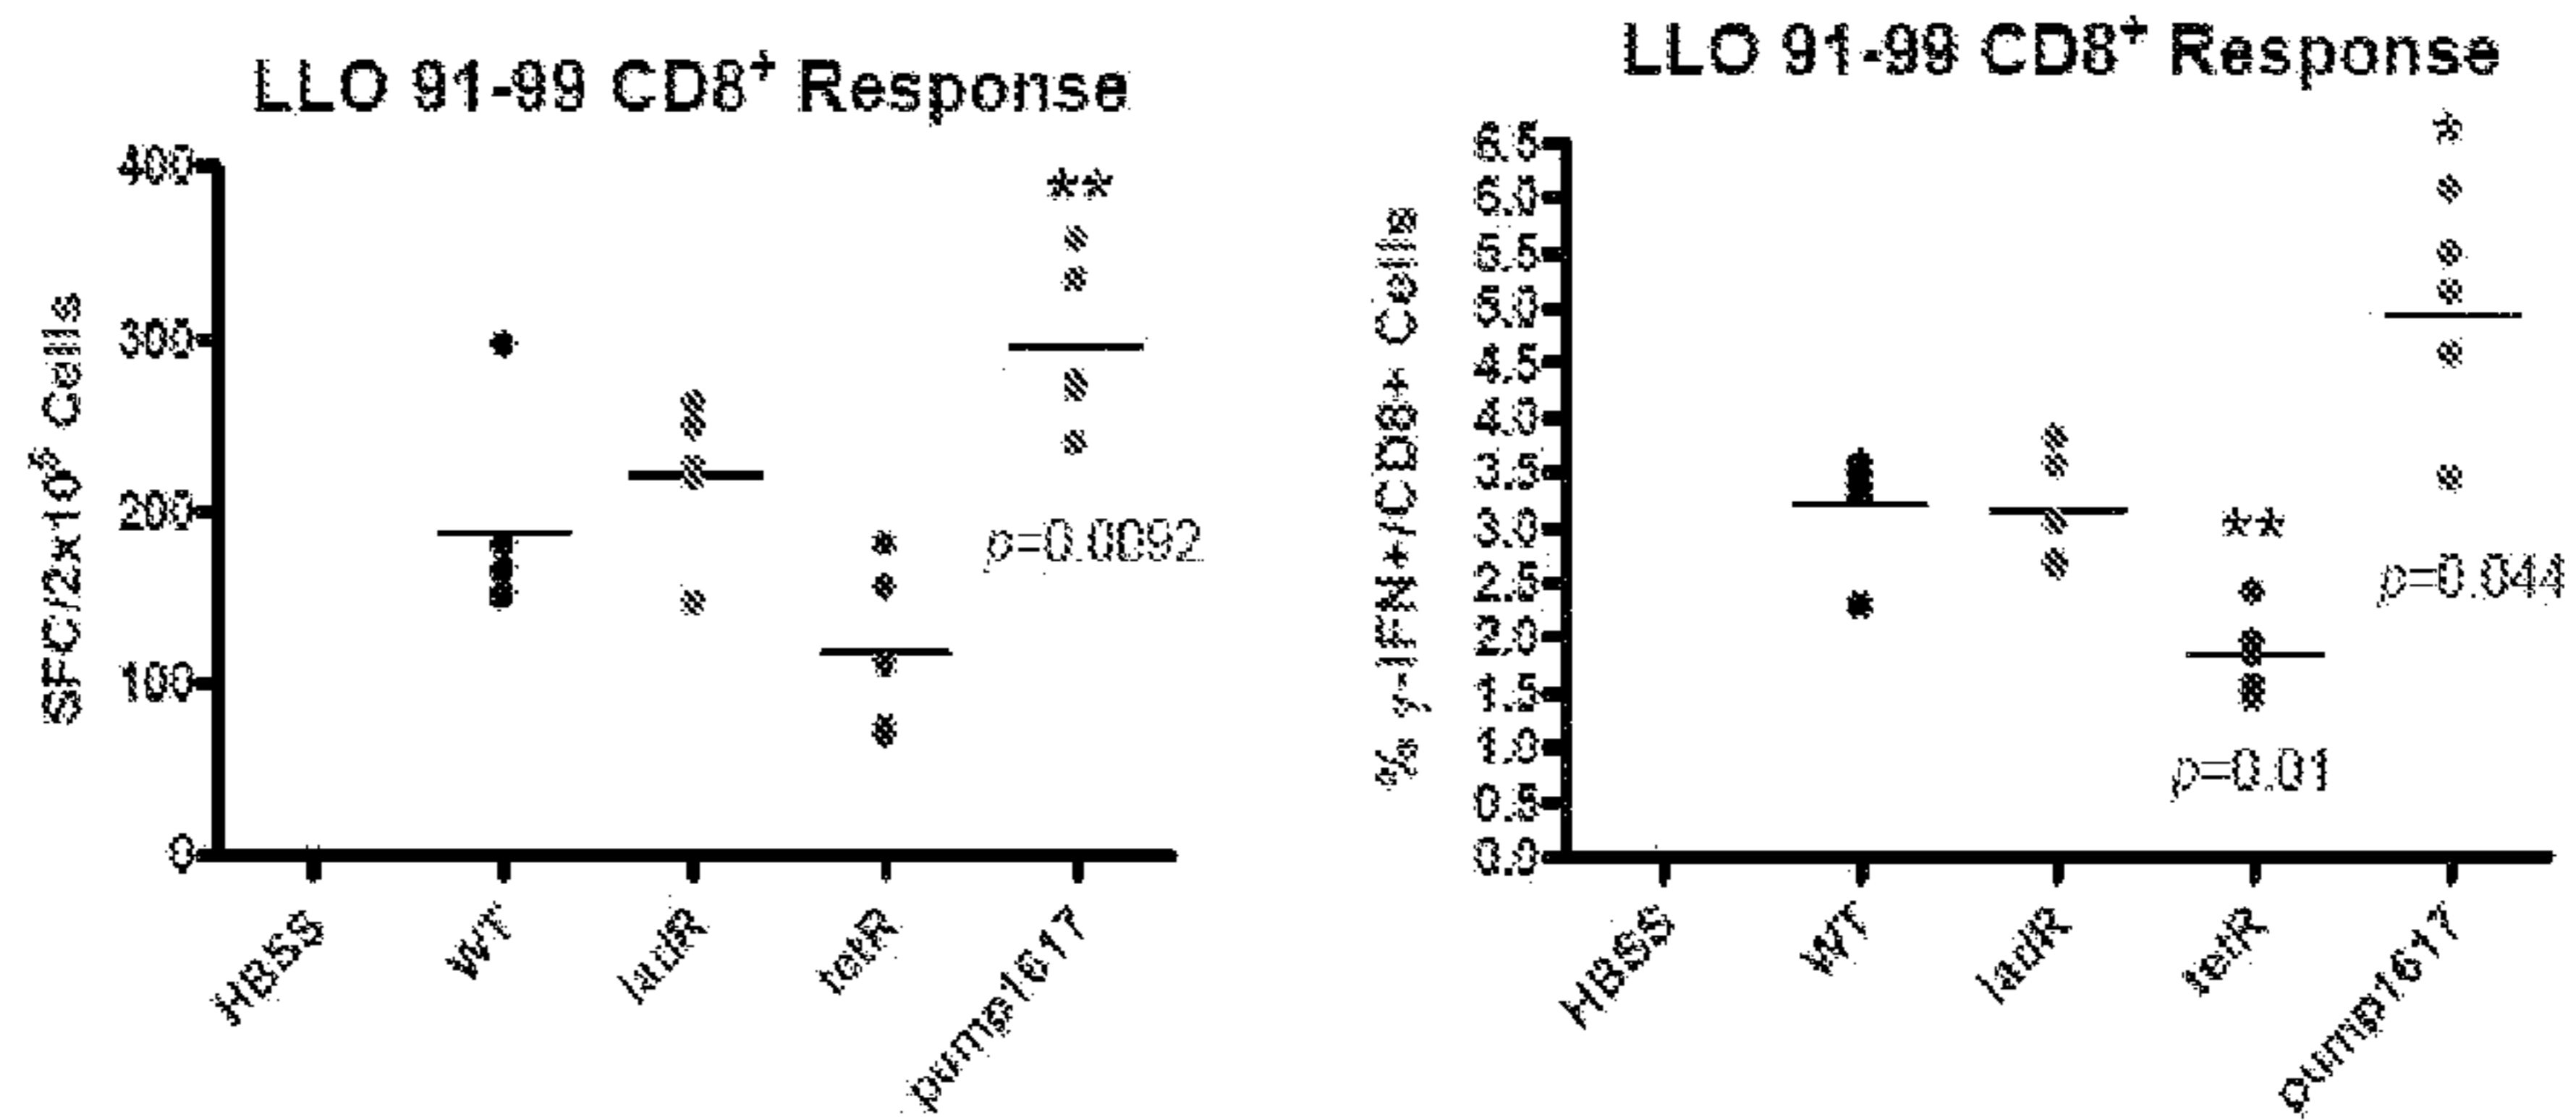 LLO 91-99 CD8⁺ Response
SFC/2x10⁵ Cells
400
300
200
100
0
**
p=0.0092
HBSS
WT
ladR
tetR
pump1617
LLO 91-99 CD8⁺ Response
% γ-IFN+/CD8+ Cells
6.5
6.0
5.5
5.0
4.5
4.0
3.5
3.0
2.5
2.0
1.5
1.0
0.5
0.0
*
**
p=0.044
p=0.01
HBSS
WT
ladR
tetR
pump1617